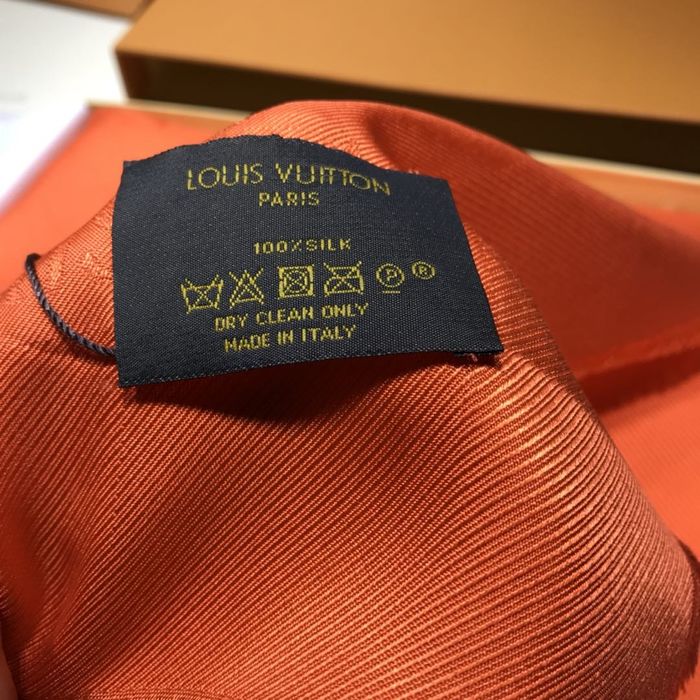 LOUIS VUITTON
PARIS
100%SILK
P R
DRY CLEAN ONLY
MADE IN ITALY